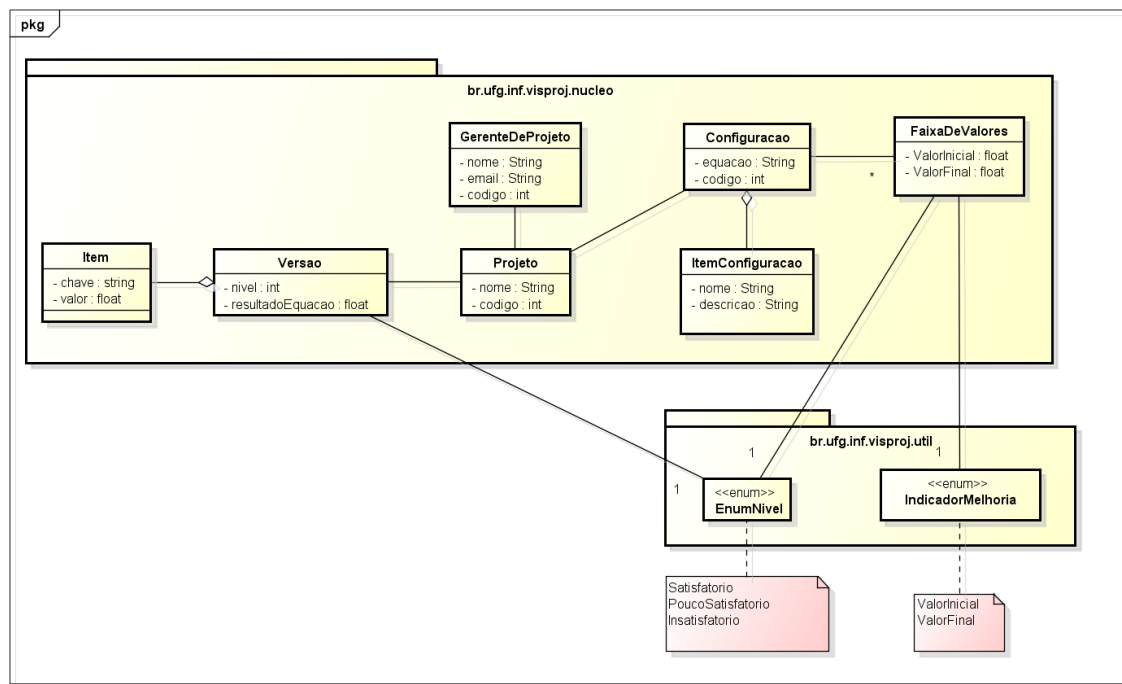 pkg
br.ufg.inf.visproj.nucleo
GerenteDeProjeto
- nome : String
- email : String
- codigo : int
Configuracao
- equacao : String
- codigo : int
FaixaDeValores
- ValorInicial : float
- ValorFinal : float
*
Item
- chave : string
- valor : float
Versao
- nivel : int
- resultadoEquacao : float
Projeto
- nome : String
- codigo : int
ItemConfiguracao
- nome : String
- descricao : String
br.ufg.inf.visproj.util
1
1
1
<<enum>>
EnumNivel
<<enum>>
IndicadorMelhoria
Satisfatorio
PoucoSatisfatorio
Insatisfatorio
ValorInicial
ValorFinal